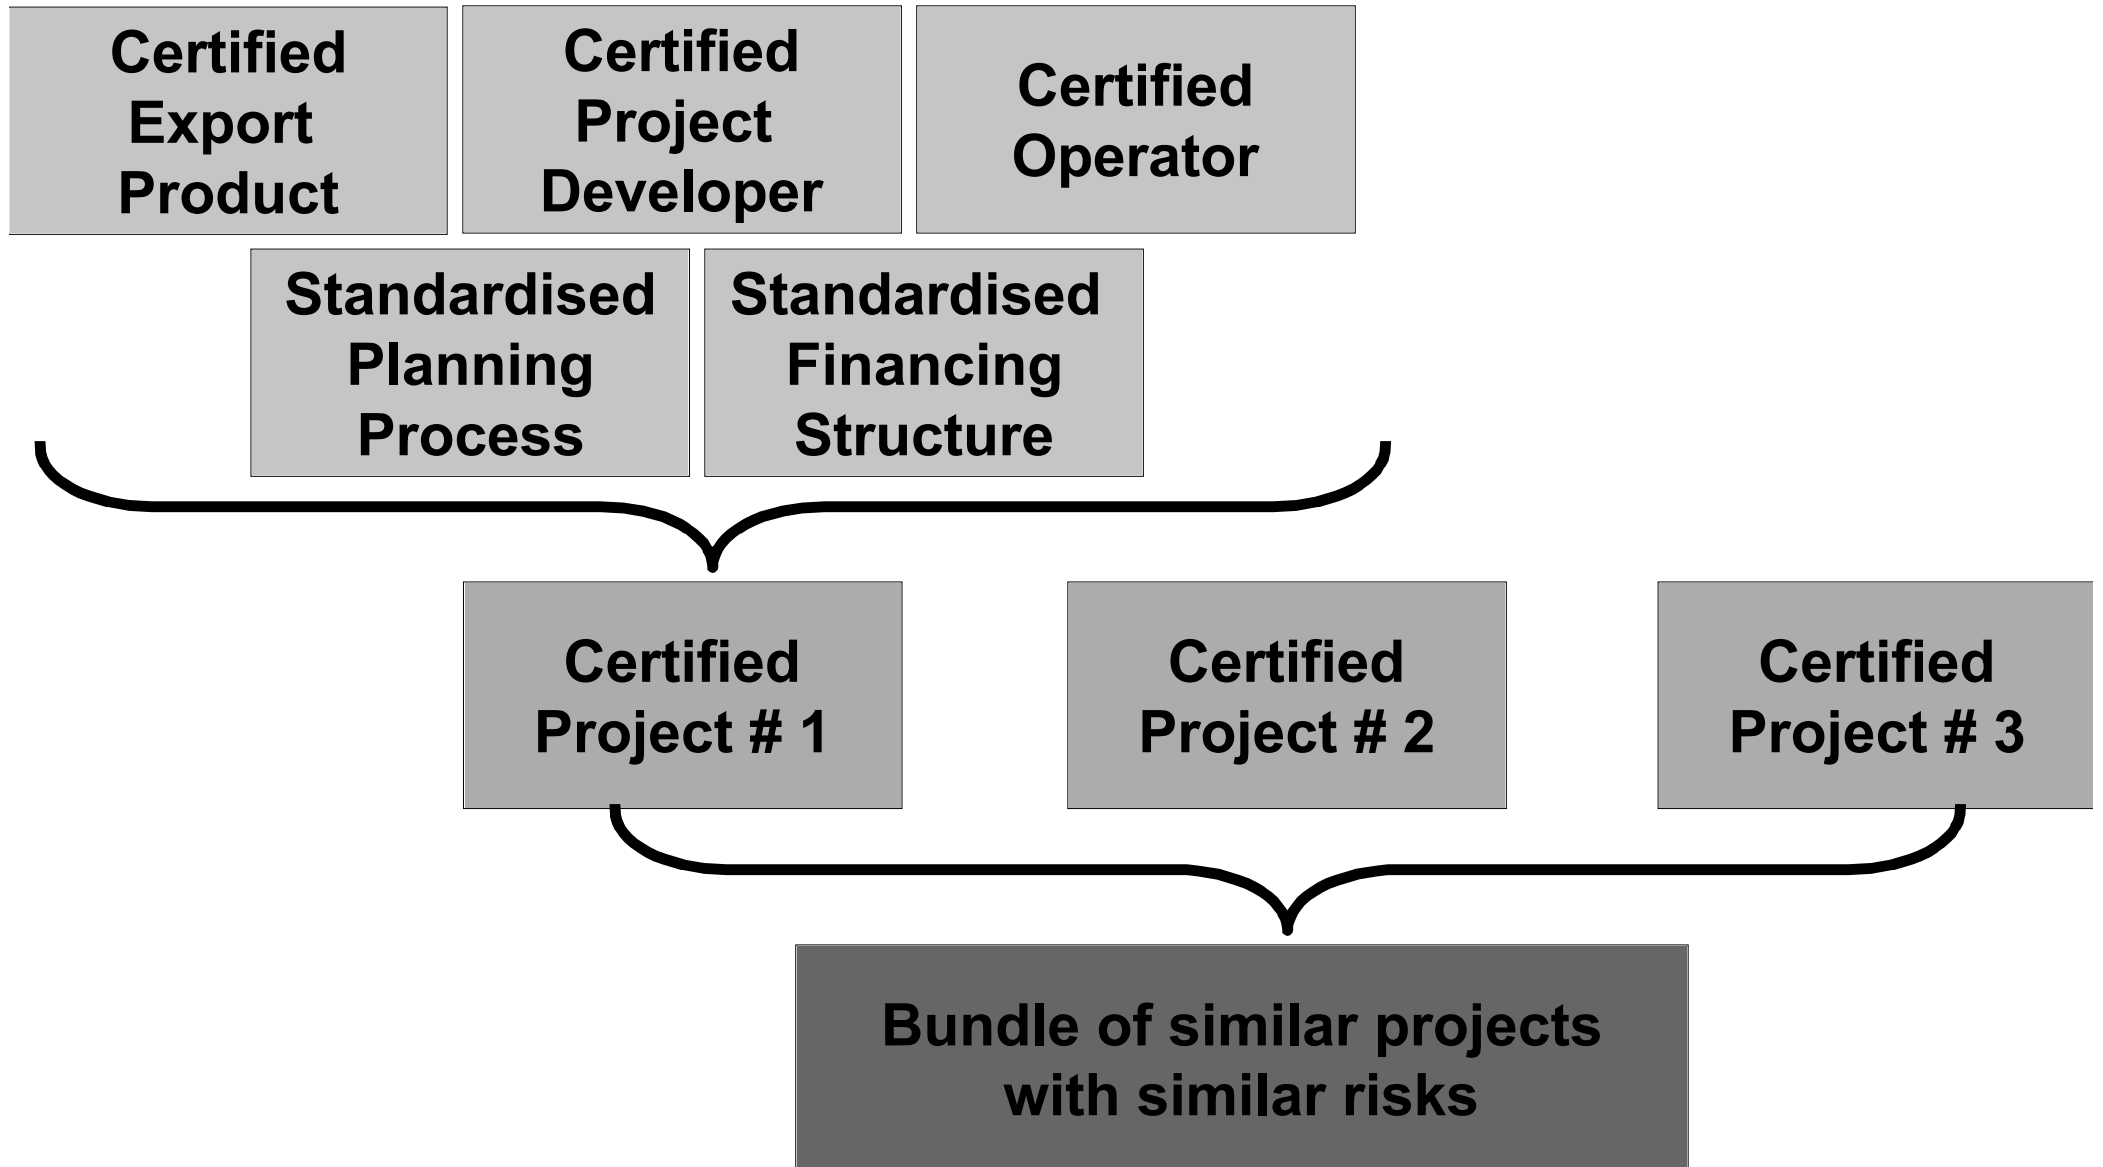 Certified
Export
Product
Certified
Project
Developer
Certified
Operator
Standardised
Planning
Process
Standardised
Financing
Structure
Certified
Project # 1
Certified
Project # 2
Certified
Project # 3
Bundle of similar projects
with similar risks